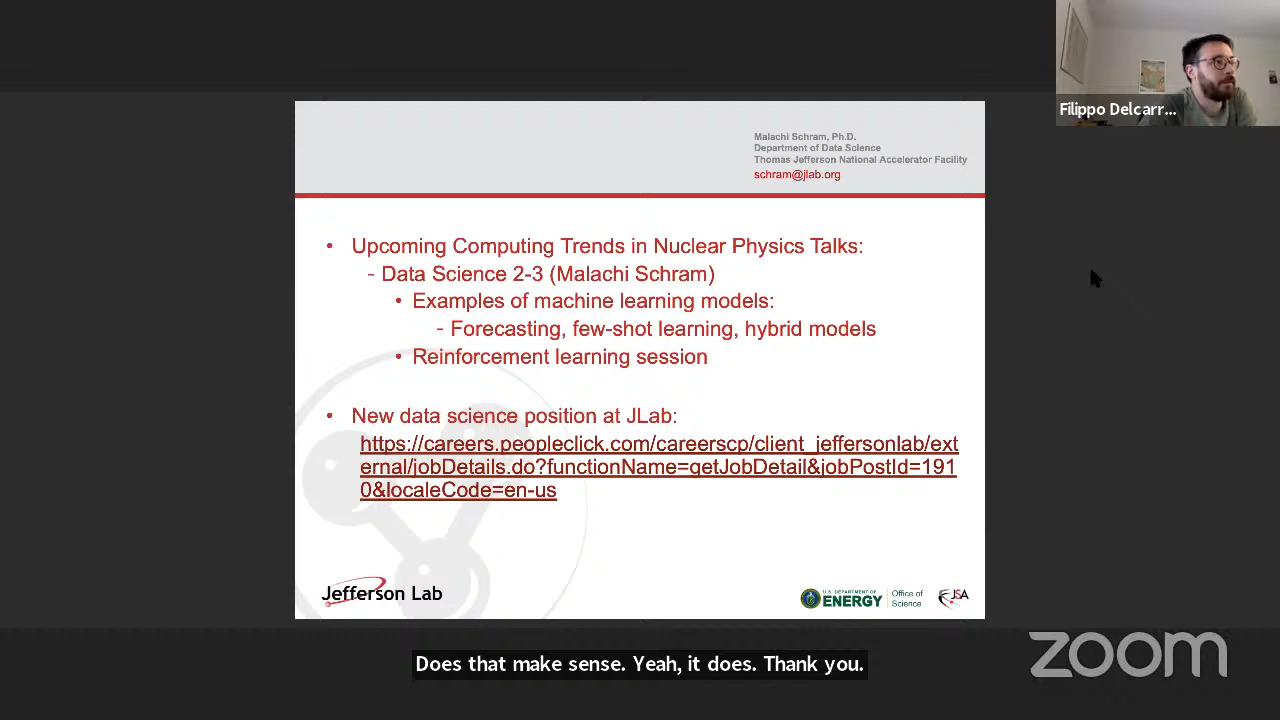 Filippo Delcarr...
Malachi Schram, Ph.D.
Department of Data Science
Thomas Jefferson National Accelerator Facility
schram@jlab.org
• Upcoming Computing Trends in Nuclear Physics Talks:
- Data Science 2-3 (Malachi Schram)
• Examples of machine learning models:
- Forecasting, few-shot learning, hybrid models
• Reinforcement learning session
• New data science position at JLab:
https://careers.peopleclick.com/careerscp/client_jeffersonlab/ext
ernal/jobDetails.do?functionName=getJobDetail&jobPostId=191
0&localeCode=en-us
Jefferson Lab
U.S. DEPARTMENT OF
ENERGY
Office of
Science
JSA
Does that make sense. Yeah, it does. Thank you.
zoom